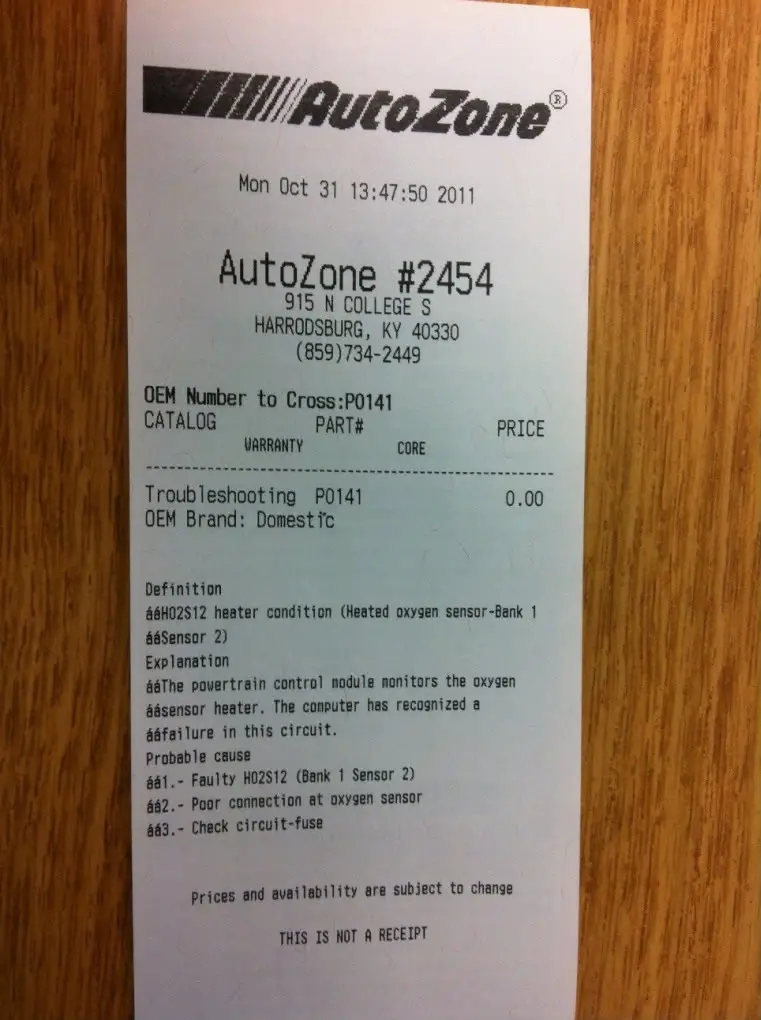 AutoZone®
Mon Oct 31 13:47:50 2011
AutoZone #2454
915 N COLLEGE S
HARRODSBURG, KY 40330
(859)734-2449
OEM Number to Cross:P0141
CATALOG PART# PRICE
WARRANTY CORE
Troubleshooting P0141 0.00
OEM Brand: Domestic
Definition
ááHO2S12 heater condition (Heated oxygen sensor-Bank 1
ááSensor 2)
Explanation
ááThe powertrain control module monitors the oxygen
áásensor heater. The computer has recognized a
ááfailure in this circuit.
Probable cause
áá1.- Faulty HO2S12 (Bank 1 Sensor 2)
áá2.- Poor connection at oxygen sensor
áá3.- Check circuit-fuse
Prices and availability are subject to change
THIS IS NOT A RECEIPT